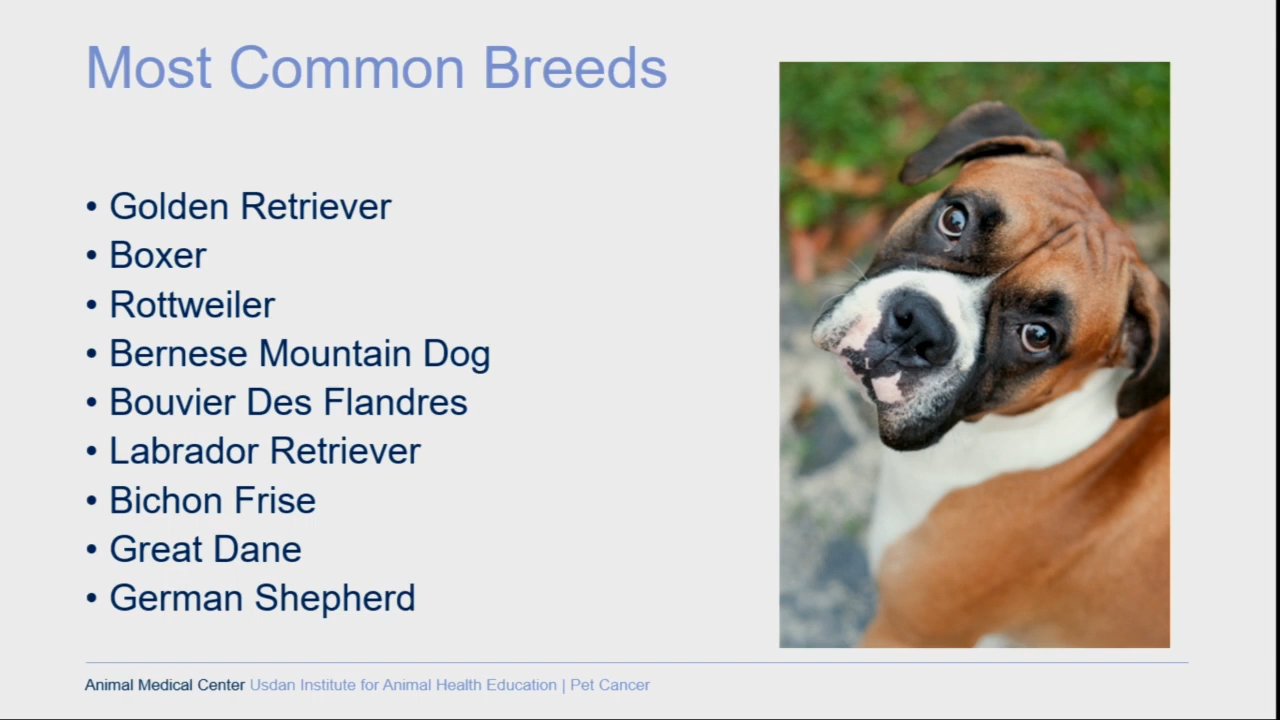 Most Common Breeds
• Golden Retriever
• Boxer
• Rottweiler
• Bernese Mountain Dog
• Bouvier Des Flandres
• Labrador Retriever
• Bichon Frise
• Great Dane
• German Shepherd
Animal Medical Center Usdan Institute for Animal Health Education | Pet Cancer